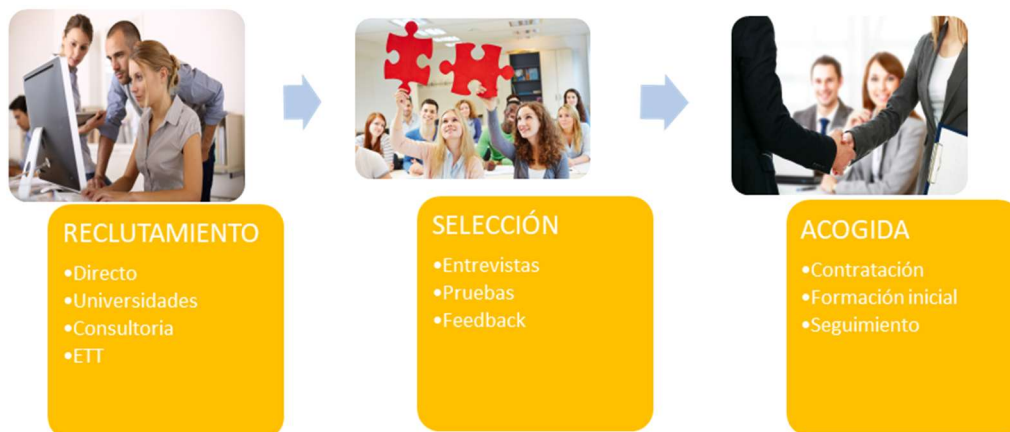 RECLUTAMIENTO
•Directo
•Universidades
•Consultoria
•ETT
SELECCIÓN
•Entrevistas
•Pruebas
•Feedback
ACOGIDA
•Contratación
•Formación inicial
•Seguimiento